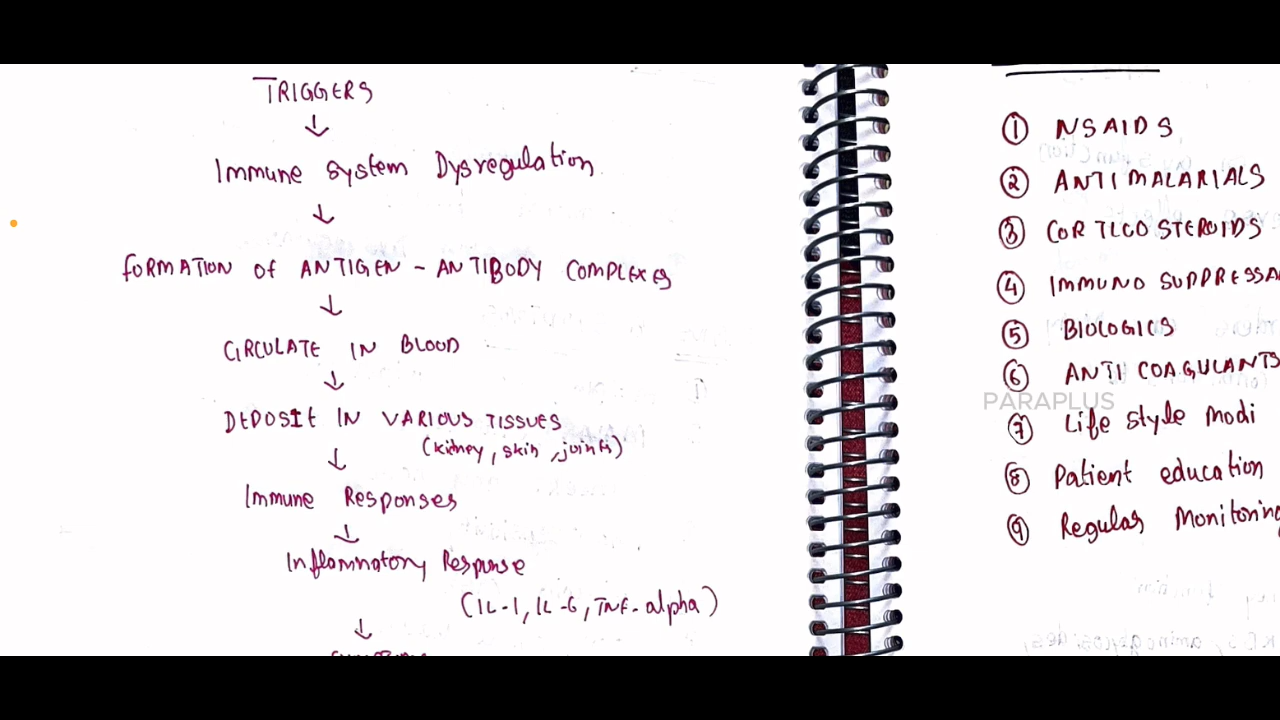 TRIGGERS
↓
Immune System Dysregulation
↓
FORMATION OF ANTIGEN - ANTIBODY COMPLEXES
↓
CIRCULATE IN BLOOD
↓
DEPOSIT IN VARIOUS TISSUES
(kidney, skin, joints)
↓
Immune Responses
↓
Inflammatory Response
(IL-1, IL-6, TNF-alpha)
↓
① NSAIDS
② ANTIMALARIALS
③ CORTICOSTEROIDS
④ IMMUNO SUPPRESSA
⑤ BIOLOGICS
⑥ ANTI COAGULANTS
PARAPLUS
⑦ Life style Modi
⑧ Patient education
⑨ Regular Monitoring